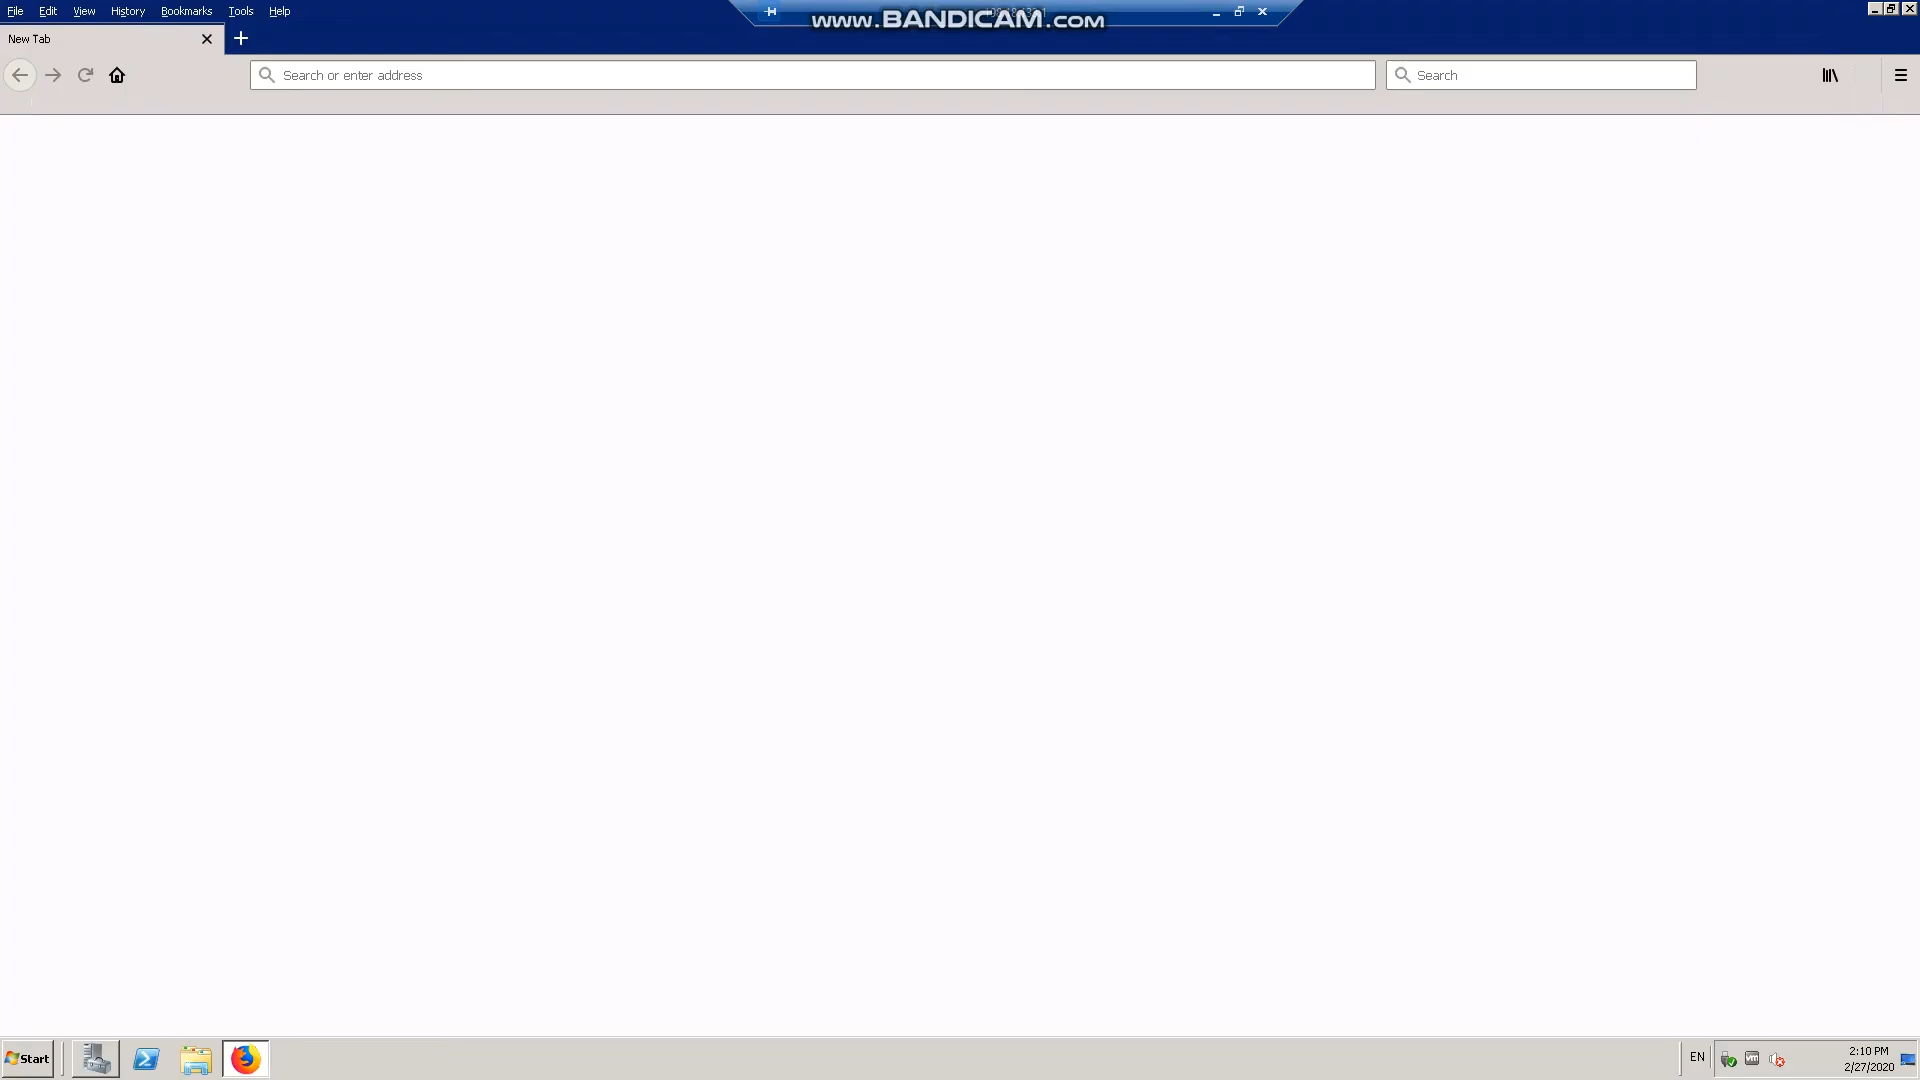 File Edit View History Bookmarks Tools Help
www.BANDICAM.com
New Tab
Search or enter address
Search
Start
EN
2:10 PM
2/27/2020